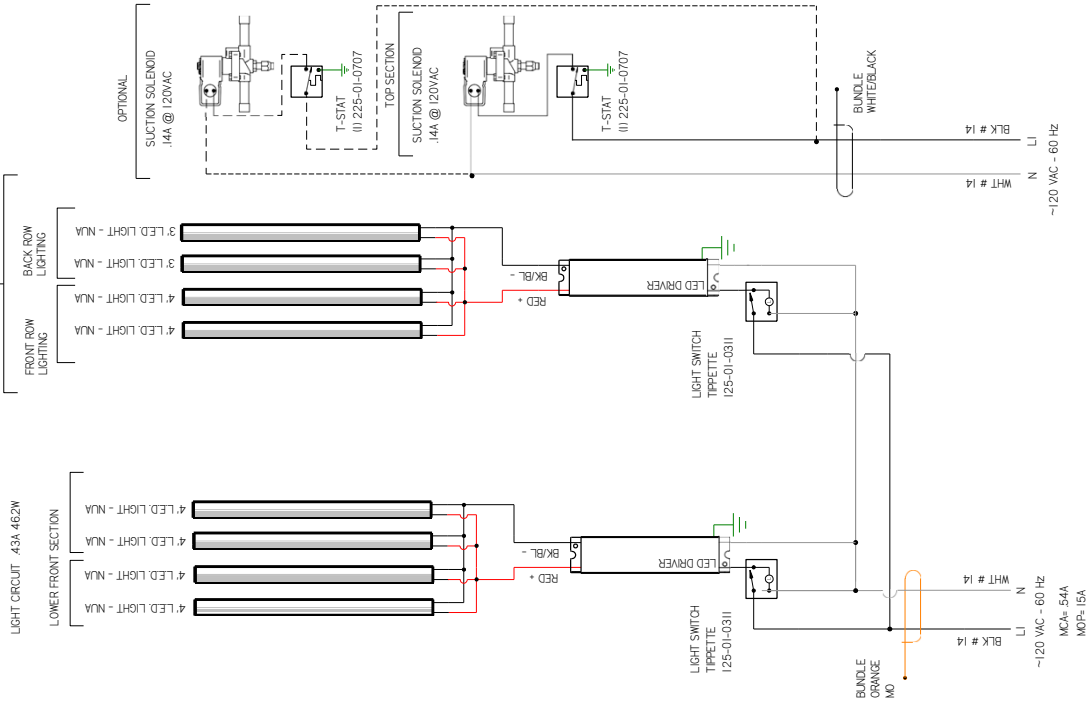 OPTIONAL
SUCTION SOLENOID
.14A @ 120VAC
T-STAT
(1) 225-01-0707
TOP SECTION
SUCTION SOLENOID
.14A @ 120VAC
T-STAT
(1) 225-01-0707
BUNDLE
WHITE/BLACK
BLK # 14
L1
WHT # 14
N
~120 VAC - 60 Hz
BACK ROW
LIGHTING
FRONT ROW
LIGHTING
3' L.E.D. LIGHT - NUA
3' L.E.D. LIGHT - NUA
4' L.E.D. LIGHT - NUA
4' L.E.D. LIGHT - NUA
BK/BL -
RED +
LED DRIVER
LIGHT SWITCH
TIPPETTE
125-01-0311
LIGHT CIRCUIT .43A 46.2W
LOWER FRONT SECTION
4' L.E.D. LIGHT - NUA
4' L.E.D. LIGHT - NUA
4' L.E.D. LIGHT - NUA
4' L.E.D. LIGHT - NUA
BK/BL -
RED +
LED DRIVER
LIGHT SWITCH
TIPPETTE
125-01-0311
BUNDLE
ORANGE
MO
WHT # 14
N
BLK # 14
L1
~120 VAC - 60 Hz
MCA= .54A
MOP= 15A